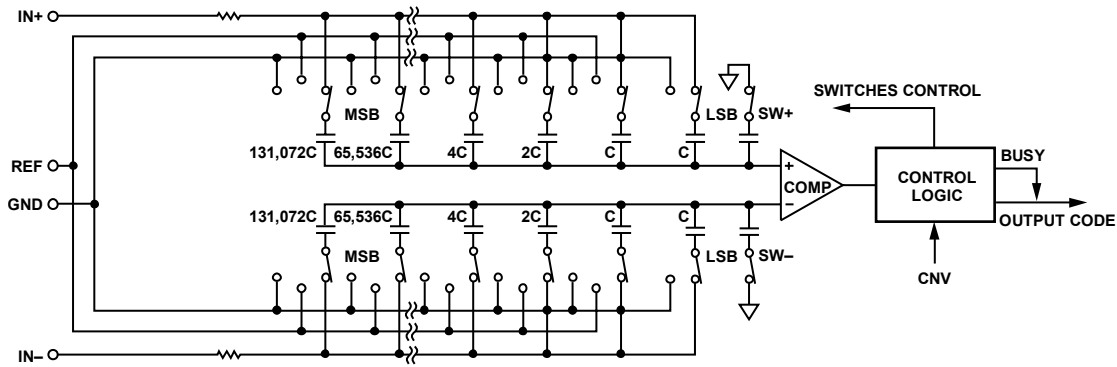 IN+
SWITCHES CONTROL
MSB
LSB
SW+
131,072C
65,536C
4C
2C
C
C
BUSY
REF
+
COMP
CONTROL
LOGIC
GND
–
OUTPUT CODE
131,072C
65,536C
4C
2C
C
C
MSB
LSB
SW–
CNV
IN–